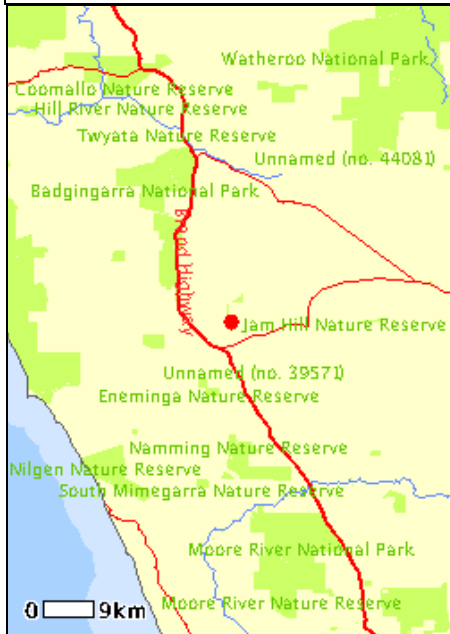 Watheroo National Park
Coomallo Nature Reserve
Hill River Nature Reserve
Twyata Nature Reserve
Unnamed (no. 44081)
Badgingarra National Park
Brand Highway
Jam Hill Nature Reserve
Unnamed (no. 39571)
Eneminga Nature Reserve
Namming Nature Reserve
Nilgen Nature Reserve
South Mimegarra Nature Reserve
Moore River National Park
Moore River Nature Reserve
0 9km